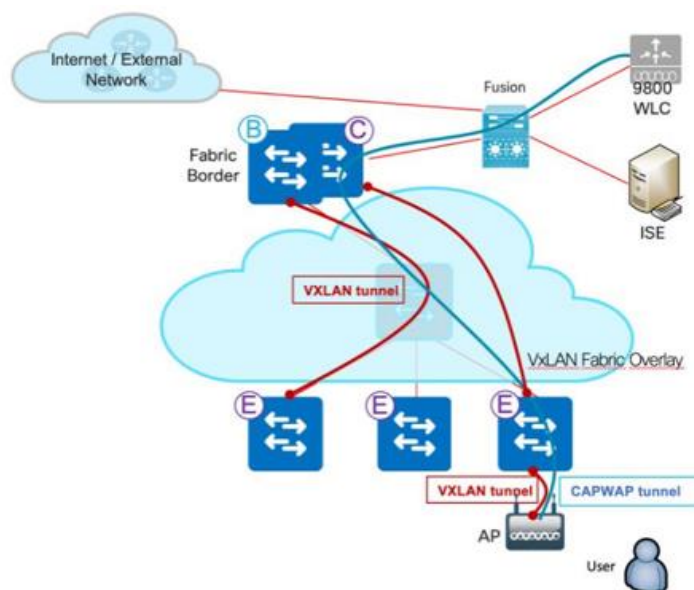 Internet / External
Network
Fusion
9800
WLC
B
C
Fabric
Border
ISE
VXLAN tunnel
VxLAN Fabric Overlay
E
E
E
VXLAN tunnel
CAPWAP tunnel
AP
User